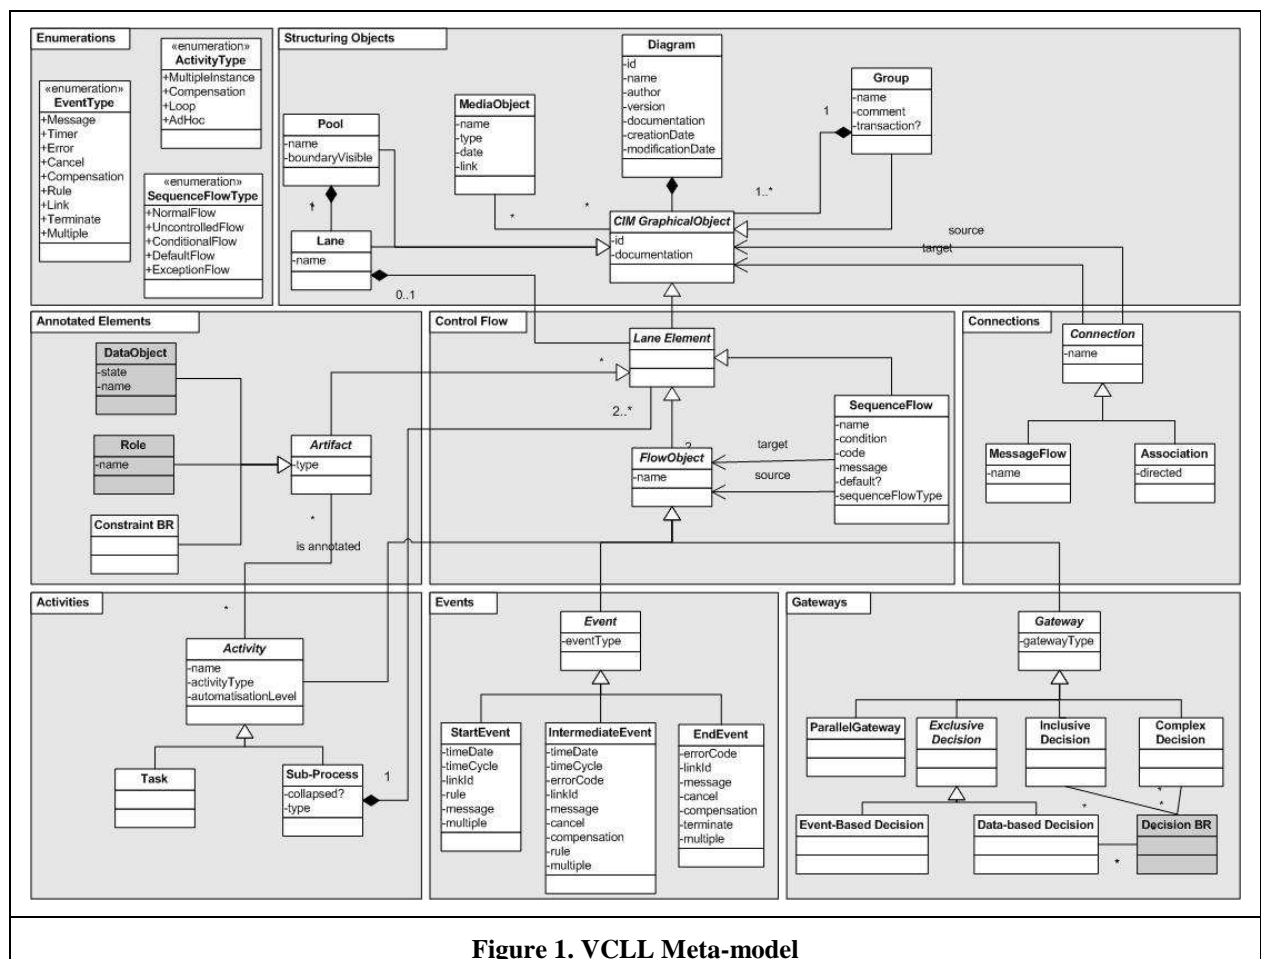 Enumerations
«enumeration»
ActivityType
+MultipleInstance
+Compensation
+Loop
+AdHoc
«enumeration»
EventType
+Message
+Timer
+Error
+Cancel
+Compensation
+Rule
+Link
+Terminate
+Multiple
«enumeration»
SequenceFlowType
+NormalFlow
+UncontrolledFlow
+ConditionalFlow
+DefaultFlow
+ExceptionFlow
Structuring Objects
Pool
-name
-boundaryVisible
*
Lane
-name
0..1
MediaObject
-name
-type
-date
-link
*
*
Diagram
-id
-name
-author
-version
-documentation
-creationDate
-modificationDate
Group
-name
-comment
-transaction?
1
1..*
CIM GraphicalObject
-id
-documentation
source
target
Annotated Elements
DataObject
-state
-name
Role
-name
Constraint BR
Artifact
-type
*
is annotated
*
Control Flow
Lane Element
*
2..*
FlowObject
-name
target
source
SequenceFlow
-name
-condition
-code
-message
-default?
-sequenceFlowType
Connections
Connection
-name
MessageFlow
-name
Association
-directed
Activities
Activity
-name
-activityType
-automatisationLevel
Task
Sub-Process
-collapsed?
-type
1
Events
Event
-eventType
StartEvent
-timeDate
-timeCycle
-linkId
-rule
-message
-multiple
IntermediateEvent
-timeDate
-timeCycle
-errorCode
-linkId
-message
-cancel
-compensation
-rule
-multiple
EndEvent
-errorCode
-linkId
-message
-cancel
-compensation
-terminate
-multiple
Gateways
Gateway
-gatewayType
ParallelGateway
Exclusive
Decision
Inclusive
Decision
Complex
Decision
Event-Based Decision
Data-based Decision
Decision BR
*
*
*
*
*
Figure 1. VCLL Meta-model